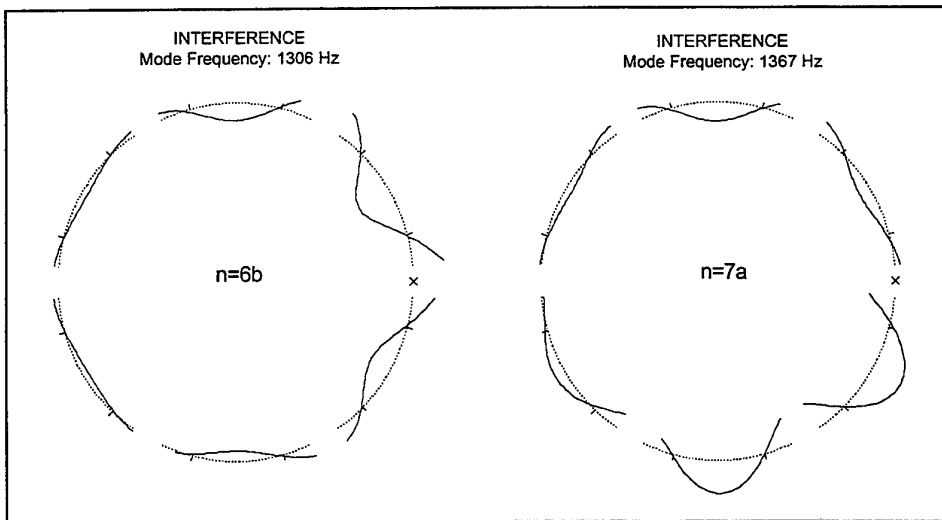 INTERFERENCE
Mode Frequency: 1306 Hz
INTERFERENCE
Mode Frequency: 1367 Hz
n=6b
n=7a